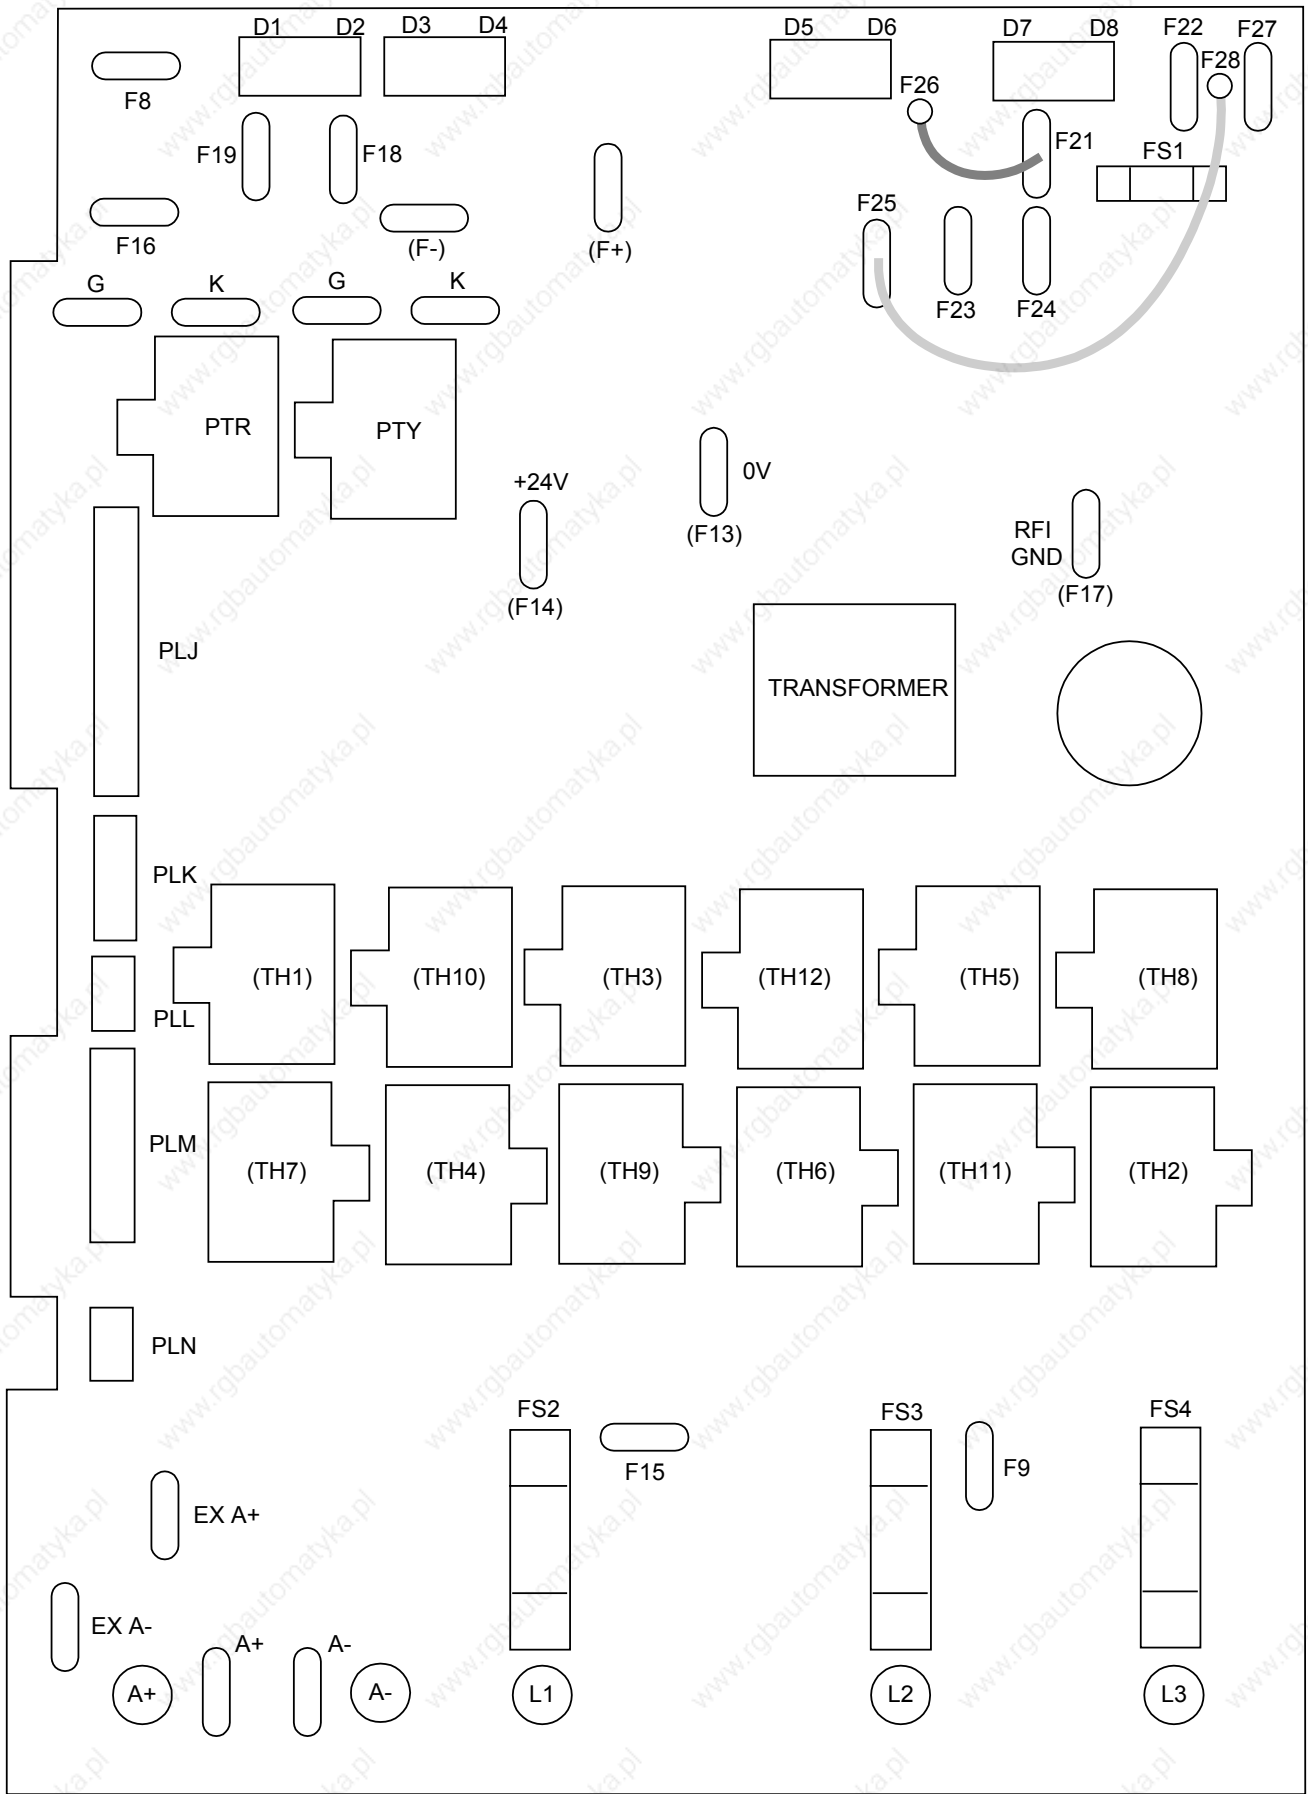 D1 D2 D3 D4 D5 D6 D7 D8 F22 F27
F8 F26 F28
F19 F18 F21 FS1
F16 (F-) (F+) F25
G K G K F23 F24
PTR PTY
+24V 0V
(F13) RFI
GND
(F14) (F17)
PLJ
TRANSFORMER
PLK
(TH1) (TH10) (TH3) (TH12) (TH5) (TH8)
PLL
PLM
(TH7) (TH4) (TH9) (TH6) (TH11) (TH2)
PLN
FS2 FS3 FS4
F15 F9
EX A+
EX A-
A+ A-
A+ A- L1 L2 L3
www.rgbautomatyka.pl